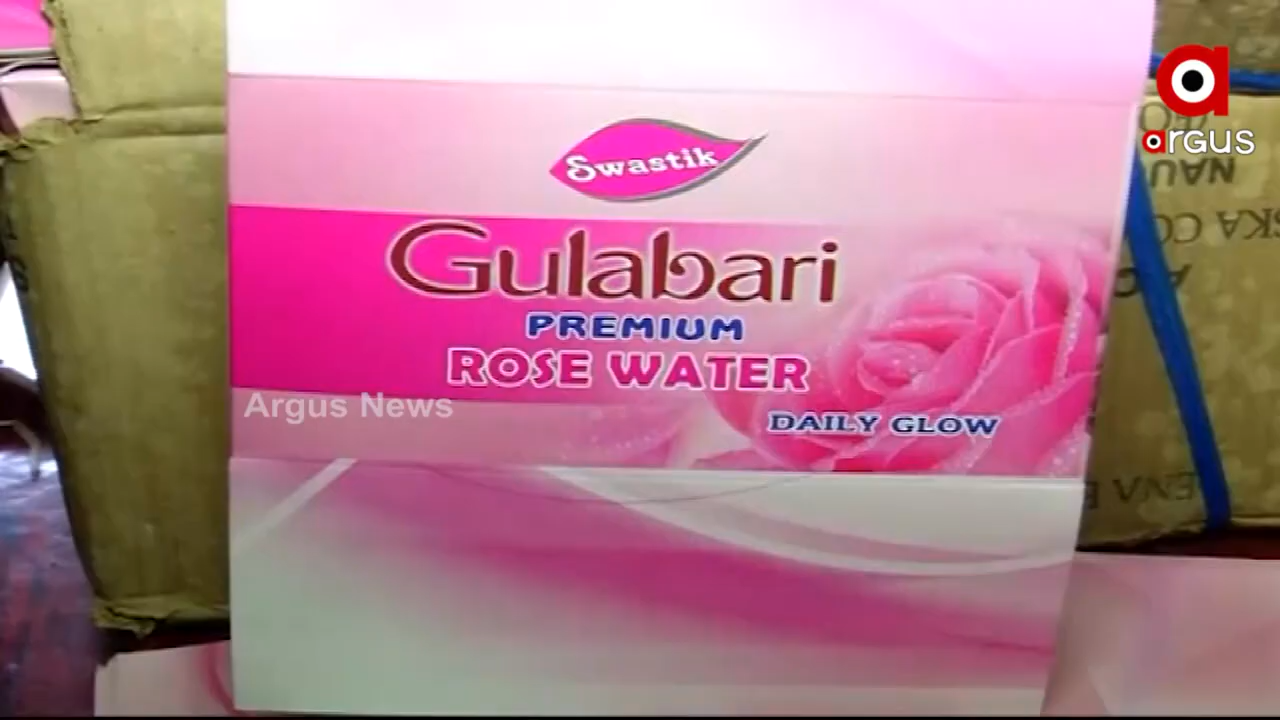 Swastik
Gulabari
PREMIUM
ROSE WATER
DAILY GLOW
Argus News
argus